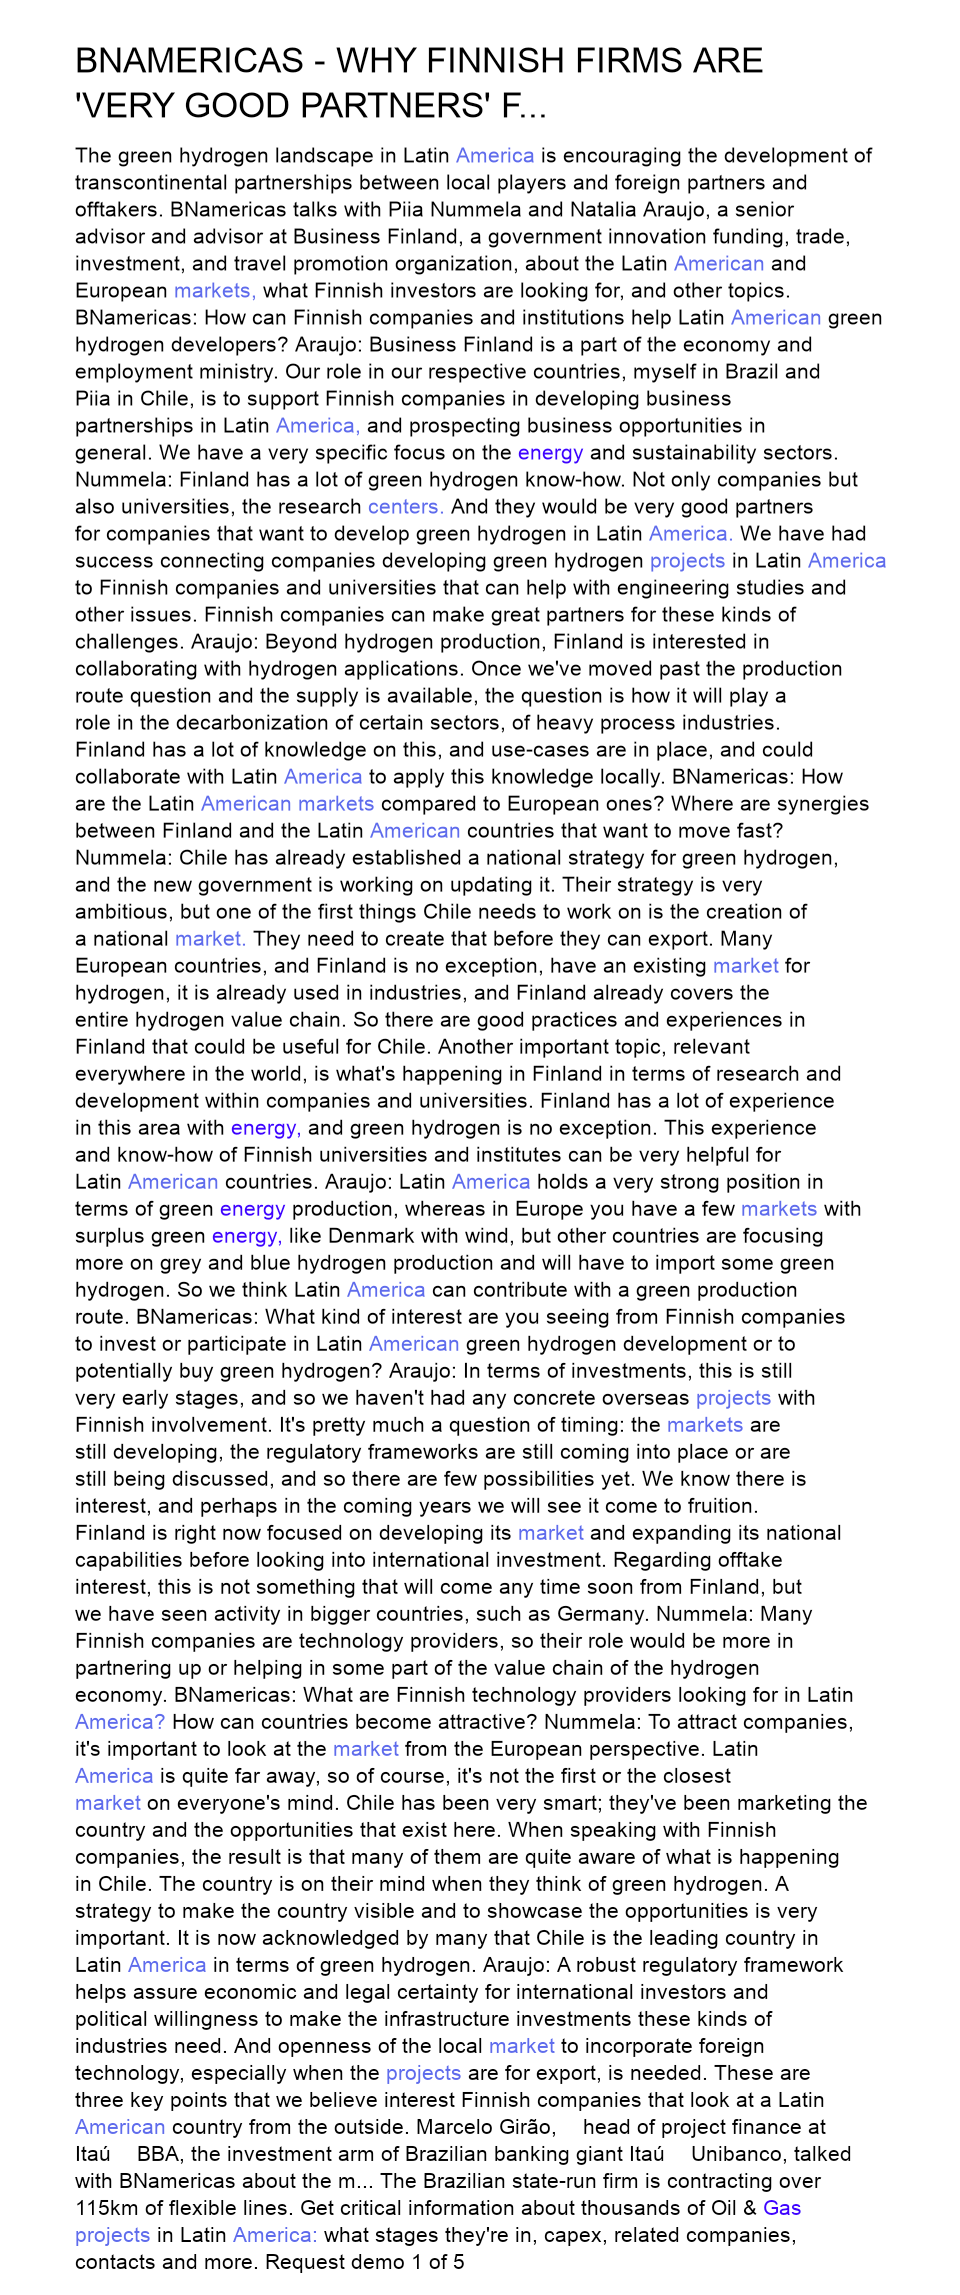 BNAMERICAS - WHY FINNISH FIRMS ARE
'VERY GOOD PARTNERS' F...
The green hydrogen landscape in Latin America is encouraging the development of
transcontinental partnerships between local players and foreign partners and
offtakers. BNamericas talks with Piia Nummela and Natalia Araujo, a senior
advisor and advisor at Business Finland, a government innovation funding, trade,
investment, and travel promotion organization, about the Latin American and
European markets, what Finnish investors are looking for, and other topics.
BNamericas: How can Finnish companies and institutions help Latin American green
hydrogen developers? Araujo: Business Finland is a part of the economy and
employment ministry. Our role in our respective countries, myself in Brazil and
Piia in Chile, is to support Finnish companies in developing business
partnerships in Latin America, and prospecting business opportunities in
general. We have a very specific focus on the energy and sustainability sectors.
Nummela: Finland has a lot of green hydrogen know-how. Not only companies but
also universities, the research centers. And they would be very good partners
for companies that want to develop green hydrogen in Latin America. We have had
success connecting companies developing green hydrogen projects in Latin America
to Finnish companies and universities that can help with engineering studies and
other issues. Finnish companies can make great partners for these kinds of
challenges. Araujo: Beyond hydrogen production, Finland is interested in
collaborating with hydrogen applications. Once we've moved past the production
route question and the supply is available, the question is how it will play a
role in the decarbonization of certain sectors, of heavy process industries.
Finland has a lot of knowledge on this, and use-cases are in place, and could
collaborate with Latin America to apply this knowledge locally. BNamericas: How
are the Latin American markets compared to European ones? Where are synergies
between Finland and the Latin American countries that want to move fast?
Nummela: Chile has already established a national strategy for green hydrogen,
and the new government is working on updating it. Their strategy is very
ambitious, but one of the first things Chile needs to work on is the creation of
a national market. They need to create that before they can export. Many
European countries, and Finland is no exception, have an existing market for
hydrogen, it is already used in industries, and Finland already covers the
entire hydrogen value chain. So there are good practices and experiences in
Finland that could be useful for Chile. Another important topic, relevant
everywhere in the world, is what's happening in Finland in terms of research and
development within companies and universities. Finland has a lot of experience
in this area with energy, and green hydrogen is no exception. This experience
and know-how of Finnish universities and institutes can be very helpful for
Latin American countries. Araujo: Latin America holds a very strong position in
terms of green energy production, whereas in Europe you have a few markets with
surplus green energy, like Denmark with wind, but other countries are focusing
more on grey and blue hydrogen production and will have to import some green
hydrogen. So we think Latin America can contribute with a green production
route. BNamericas: What kind of interest are you seeing from Finnish companies
to invest or participate in Latin American green hydrogen development or to
potentially buy green hydrogen? Araujo: In terms of investments, this is still
very early stages, and so we haven't had any concrete overseas projects with
Finnish involvement. It's pretty much a question of timing: the markets are
still developing, the regulatory frameworks are still coming into place or are
still being discussed, and so there are few possibilities yet. We know there is
interest, and perhaps in the coming years we will see it come to fruition.
Finland is right now focused on developing its market and expanding its national
capabilities before looking into international investment. Regarding offtake
interest, this is not something that will come any time soon from Finland, but
we have seen activity in bigger countries, such as Germany. Nummela: Many
Finnish companies are technology providers, so their role would be more in
partnering up or helping in some part of the value chain of the hydrogen
economy. BNamericas: What are Finnish technology providers looking for in Latin
America? How can countries become attractive? Nummela: To attract companies,
it's important to look at the market from the European perspective. Latin
America is quite far away, so of course, it's not the first or the closest
market on everyone's mind. Chile has been very smart; they've been marketing the
country and the opportunities that exist here. When speaking with Finnish
companies, the result is that many of them are quite aware of what is happening
in Chile. The country is on their mind when they think of green hydrogen. A
strategy to make the country visible and to showcase the opportunities is very
important. It is now acknowledged by many that Chile is the leading country in
Latin America in terms of green hydrogen. Araujo: A robust regulatory framework
helps assure economic and legal certainty for international investors and
political willingness to make the infrastructure investments these kinds of
industries need. And openness of the local market to incorporate foreign
technology, especially when the projects are for export, is needed. These are
three key points that we believe interest Finnish companies that look at a Latin
American country from the outside. Marcelo Girão, head of project finance at
Itaú BBA, the investment arm of Brazilian banking giant Itaú Unibanco, talked
with BNamericas about the m... The Brazilian state-run firm is contracting over
115km of flexible lines. Get critical information about thousands of Oil & Gas
projects in Latin America: what stages they're in, capex, related companies,
contacts and more. Request demo 1 of 5